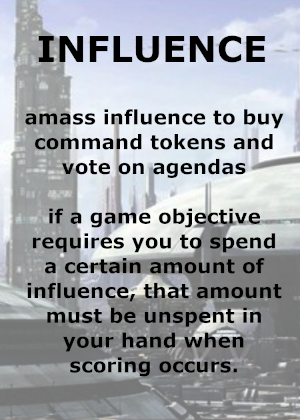 INFLUENCE
amass influence to buy
command tokens and
vote on agendas
if a game objective
requires you to spend
a certain amount of
influence, that amount
must be unspent in
your hand when
scoring occurs.